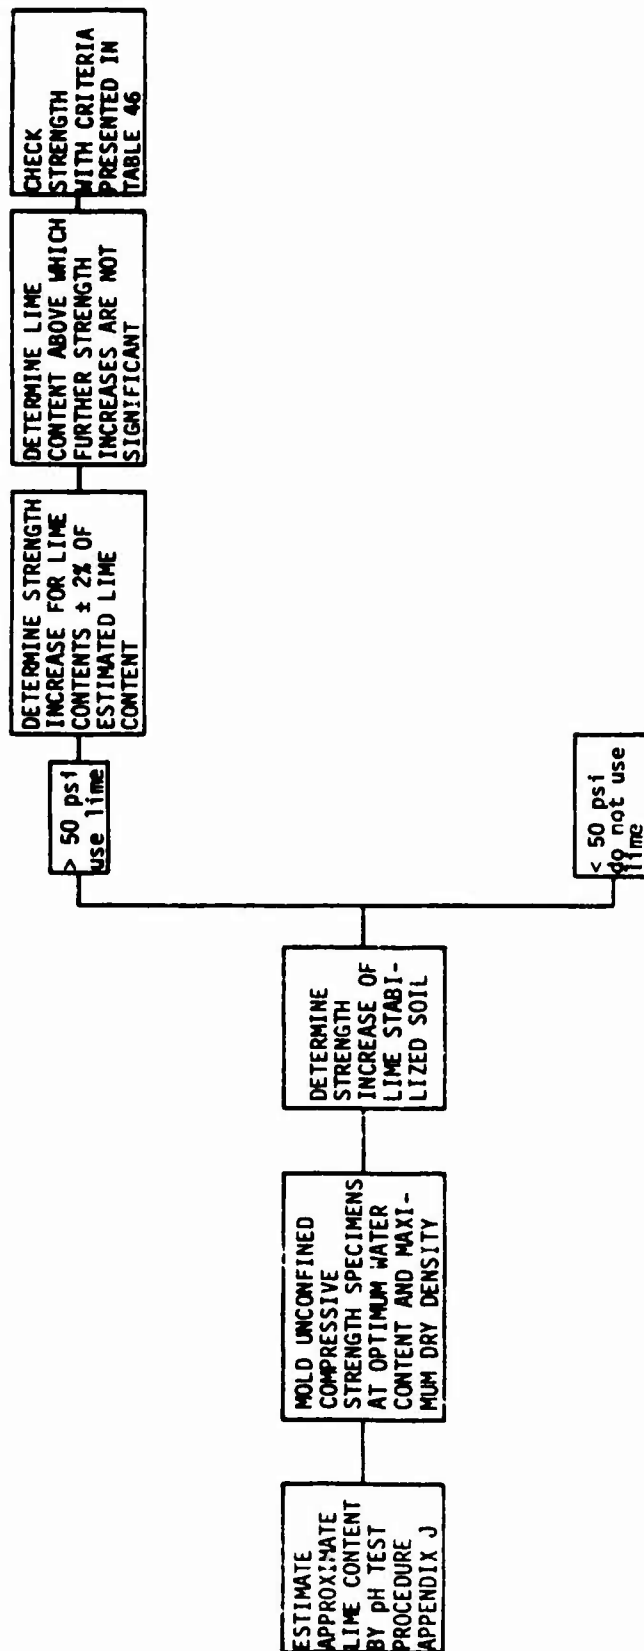 ESTIMATE
APPROXIMATE
LIME CONTENT
BY pH TEST
PROCEDURE
APPENDIX J
MOLD UNCONFINED
COMPRESSIVE
STRENGTH SPECIMENS
AT OPTIMUM WATER
CONTENT AND MAXI-
MUM DRY DENSITY
DETERMINE
STRENGTH
INCREASE OF
LIME STABI-
LIZED SOIL
> 50 psi
use lime
DETERMINE STRENGTH
INCREASE FOR LIME
CONTENTS ± 2% OF
ESTIMATED LIME
CONTENT
DETERMINE LIME
CONTENT ABOVE WHICH
FURTHER STRENGTH
INCREASES ARE NOT
SIGNIFICANT
CHECK
STRENGTH
WITH CRITERIA
PRESENTED IN
TABLE 46
< 50 psi
do not use
lime